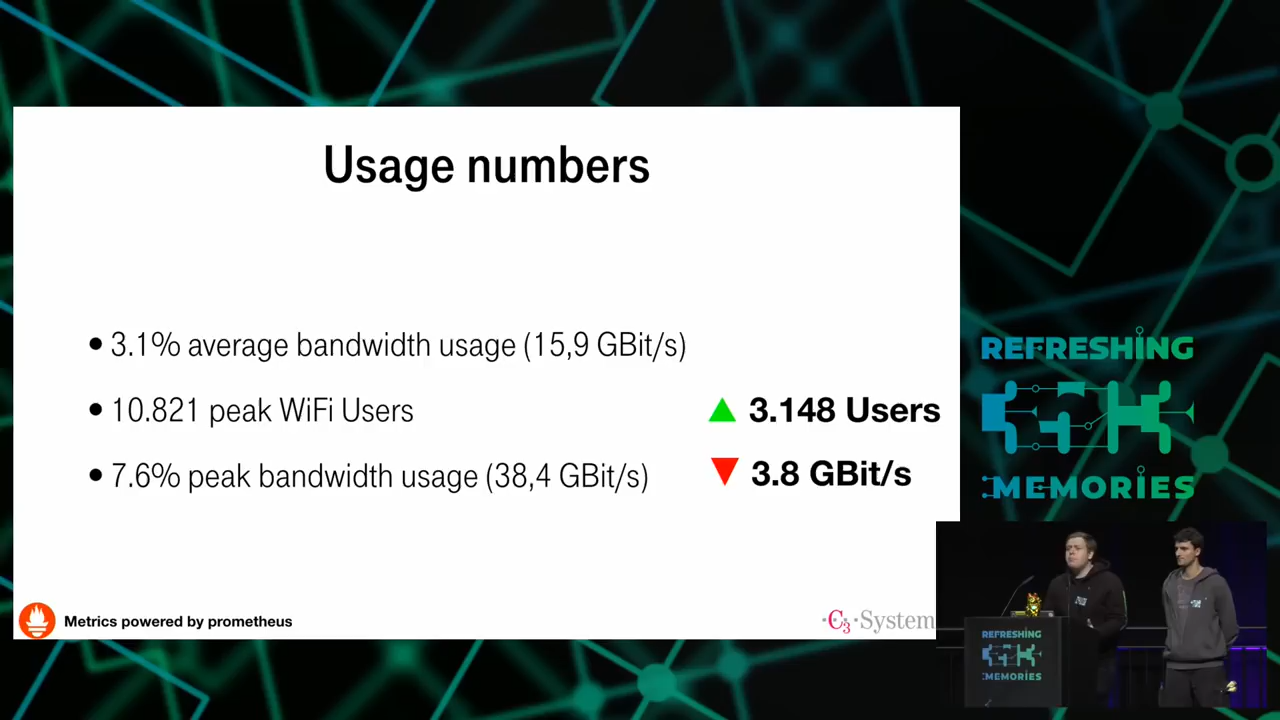 Usage numbers
• 3.1% average bandwidth usage (15,9 GBit/s)
• 10.821 peak WiFi Users
3.148 Users
• 7.6% peak bandwidth usage (38,4 GBit/s)
3.8 GBit/s
Metrics powered by prometheus
C3 System
REFRESHING
MEMORIES
REFRESHING
MEMORIES